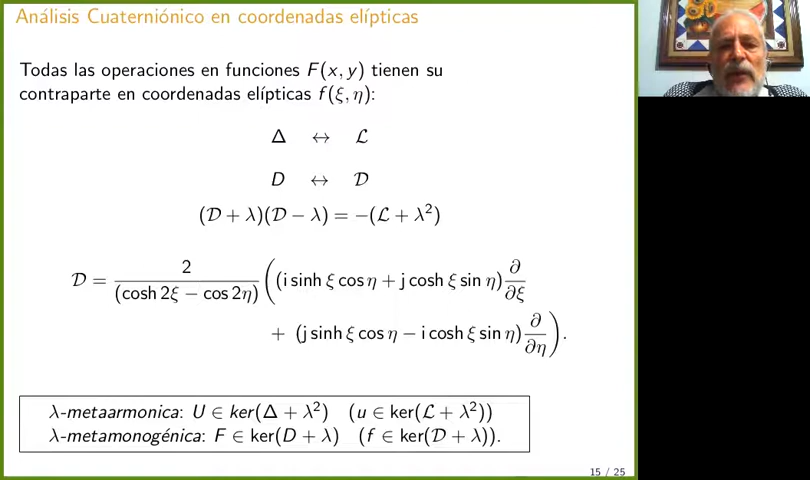 Análisis Cuaterniónico en coordenadas elípticas
Todas las operaciones en funciones F(x, y) tienen su
contraparte en coordenadas elípticas f(ξ, η):
Δ ↔ ℒ
D ↔ 𝒟
(𝒟 + λ)(𝒟 − λ) = −(ℒ + λ²)
𝒟 = 2 / (cosh 2ξ − cos 2η) ( (i sinh ξ cos η + j cosh ξ sin η) ∂/∂ξ
+ (j sinh ξ cos η − i cosh ξ sin η) ∂/∂η ).
λ-metaarmonica: U ∈ ker(Δ + λ²) (u ∈ ker(ℒ + λ²))
λ-metamonogénica: F ∈ ker(D + λ) (f ∈ ker(𝒟 + λ)).
15 / 25